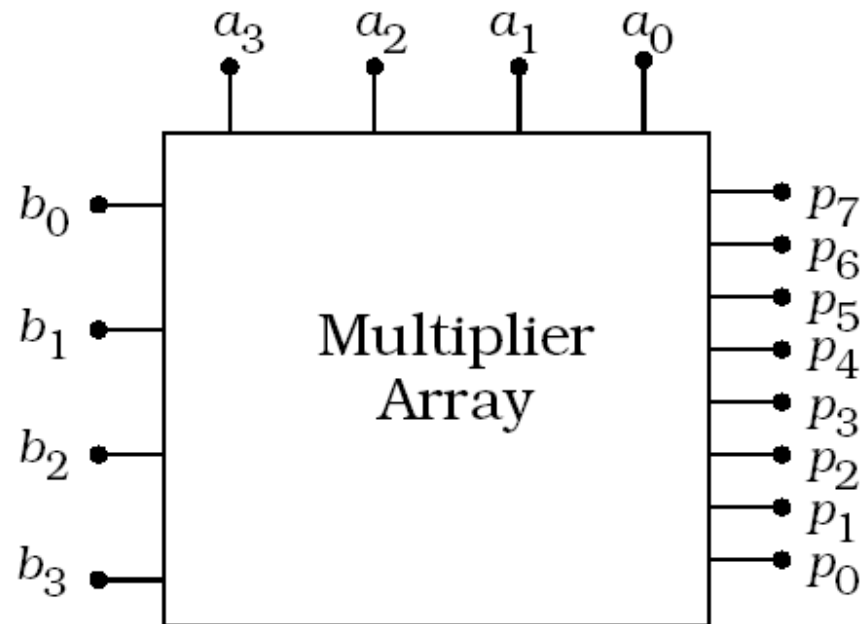 a₃ a₂ a₁ a₀
b₀ p₇
p₆
p₅
b₁ Multiplier p₄
Array p₃
b₂ p₂
p₁
b₃ p₀